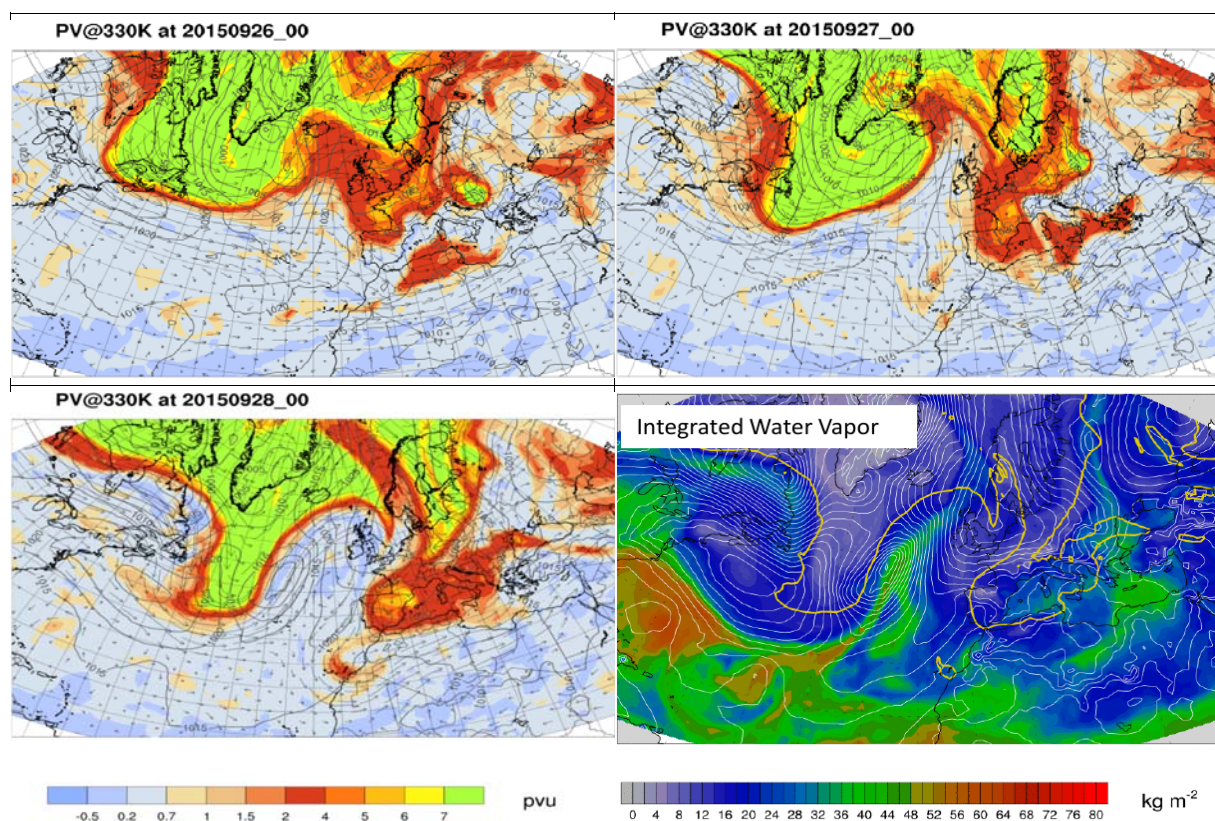 PV@330K at 20150926_00
PV@330K at 20150927_00
PV@330K at 20150928_00
Integrated Water Vapor
-0.5 0.2 0.7 1 1.5 2 4 5 6 7
pvu
0 4 8 12 16 20 24 28 32 36 40 44 48 52 56 60 64 68 72 76 80
kg m⁻²